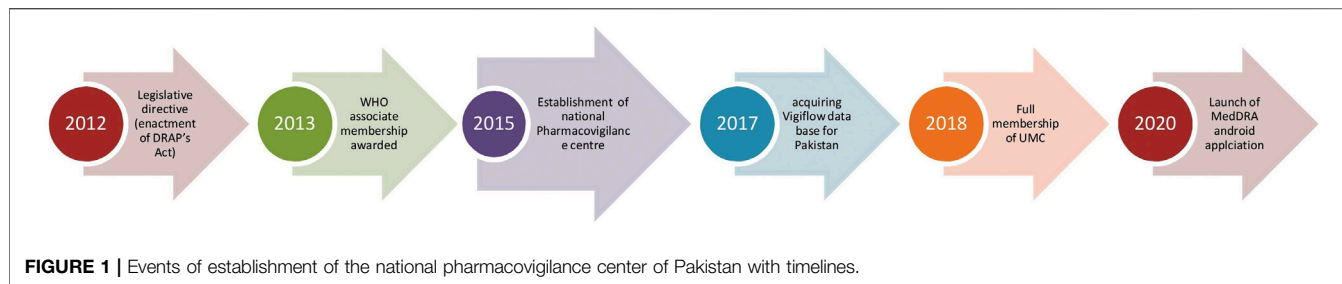 2012
Legislative
directive
(enactment
of DRAP's
Act)
2013
WHO
associate
membership
awarded
2015
Establishment of
national
Pharmacovigilanc
e centre
2017
acquiring
Vigiflow data
base for
Pakistan
2018
Full
membership
of UMC
2020
Launch of
MedDRA
android
applciation
FIGURE 1 | Events of establishment of the national pharmacovigilance center of Pakistan with timelines.